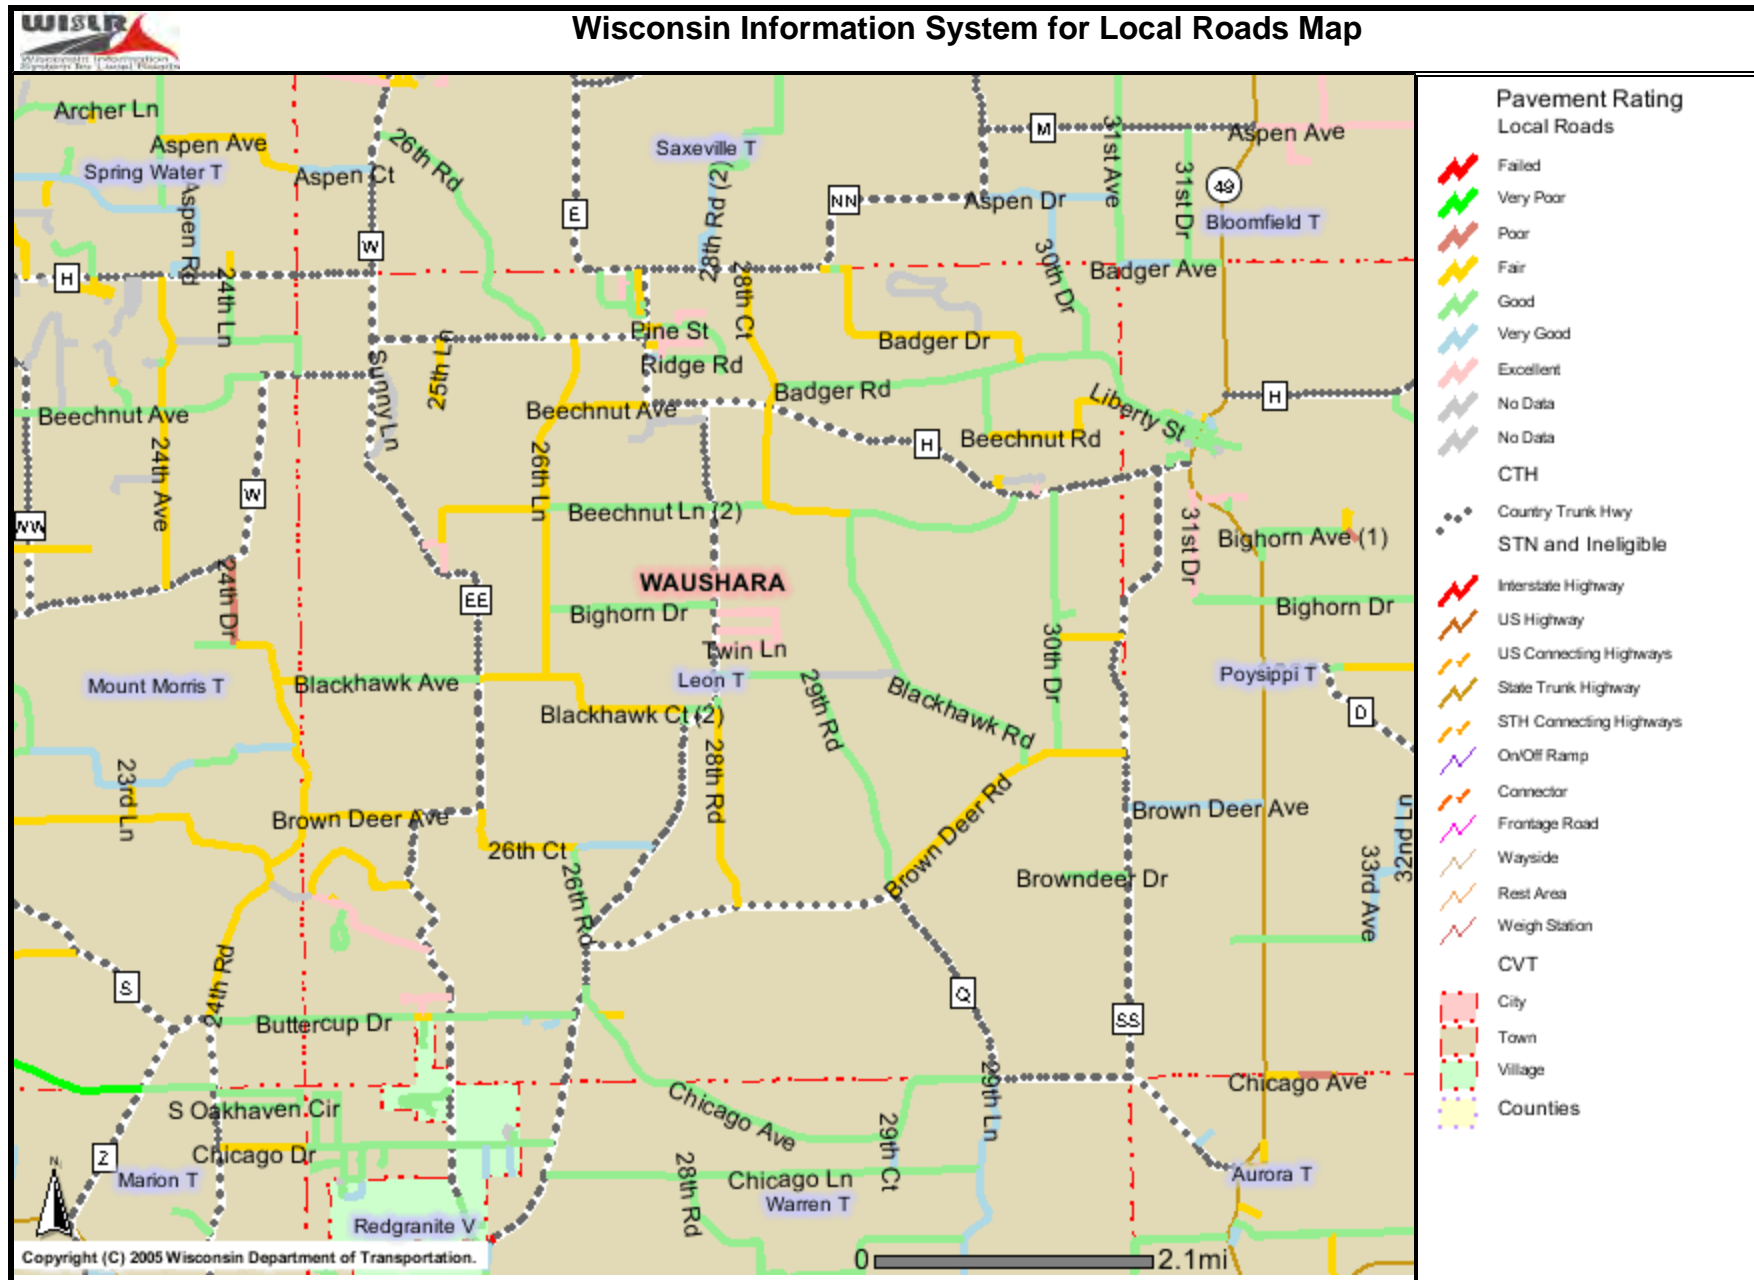 WISLR
Wisconsin Information
System for Local Roads
Wisconsin Information System for Local Roads Map
Archer Ln
Aspen Ave
Spring Water T
Aspen Ct
Aspen Rd
26th Rd
Saxeville T
28th Rd (2)
E
W
H
NN
M
Aspen Dr
31st Ave
31st Dr
Aspen Ave
49
Bloomfield T
Badger Ave
30th Dr
24th Ln
28th Ct
Pine St
Ridge Rd
Badger Dr
Badger Rd
Sunny Ln
25th Ln
Beechnut Ave
Beechnut Ave
Liberty St
H
H
Beechnut Rd
24th Ave
26th Ln
W
WW
Beechnut Ln (2)
31st Dr
Bighorn Ave (1)
WAUSHARA
24th Dr
EE
Bighorn Dr
Bighorn Dr
Twin Ln
30th Dr
Mount Morris T
Blackhawk Ave
Leon T
29th Rd
Blackhawk Rd
Poysippi T
D
Blackhawk Ct (2)
28th Rd
23rd Ln
Brown Deer Ave
Brown Deer Rd
Brown Deer Ave
32nd Ln
26th Ct
26th Rd
Browndeer Dr
33rd Ave
24th Rd
S
Q
SS
Buttercup Dr
29th Ln
Chicago Ave
S Oakhaven Cir
Chicago Ave
29th Ct
Chicago Dr
Z
Marion T
28th Rd
Chicago Ln
Warren T
Aurora T
Redgranite V
N
Copyright (C) 2005 Wisconsin Department of Transportation.
0 2.1mi
Pavement Rating
Local Roads
Failed
Very Poor
Poor
Fair
Good
Very Good
Excellent
No Data
No Data
CTH
Country Trunk Hwy
STN and Ineligible
Interstate Highway
US Highway
US Connecting Highways
State Trunk Highway
STH Connecting Highways
On/Off Ramp
Connector
Frontage Road
Wayside
Rest Area
Weigh Station
CVT
City
Town
Village
Counties